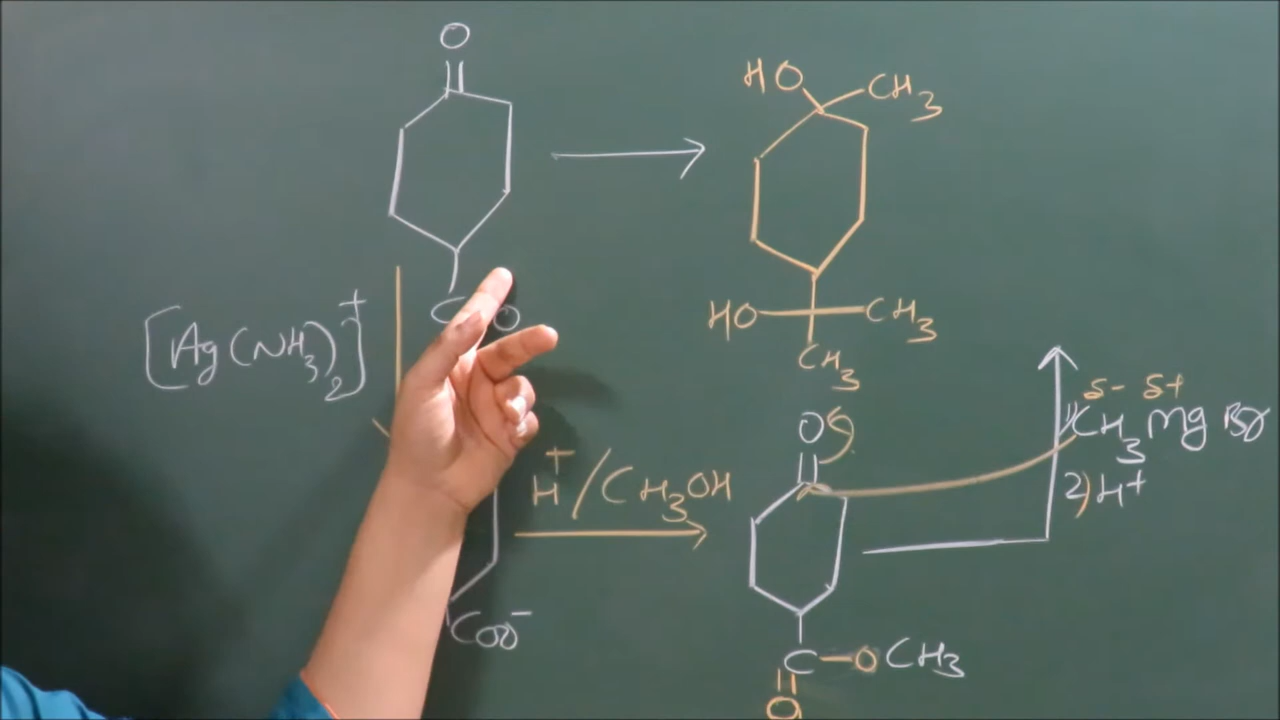 O
HO CH3
C O
HO CH3
CH3
[Ag(NH3)2]+
O
δ- δ+
1) CH3MgBr
2) H+
H+/CH3OH
COO-
C-OCH3
O